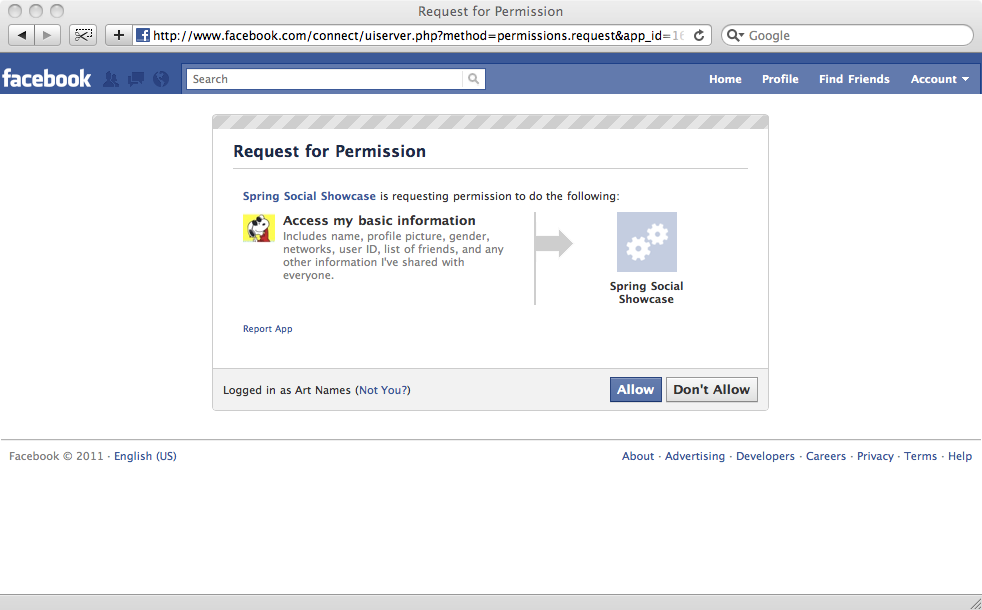 Request for Permission
http://www.facebook.com/connect/uiserver.php?method=permissions.request&app_id=16
Google
facebook
Search
Home Profile Find Friends Account
Request for Permission
Spring Social Showcase is requesting permission to do the following:
Access my basic information
Includes name, profile picture, gender,
networks, user ID, list of friends, and any
other information I've shared with
everyone.
Spring Social
Showcase
Report App
Logged in as Art Names (Not You?)
Allow Don't Allow
Facebook © 2011 · English (US)
About · Advertising · Developers · Careers · Privacy · Terms · Help